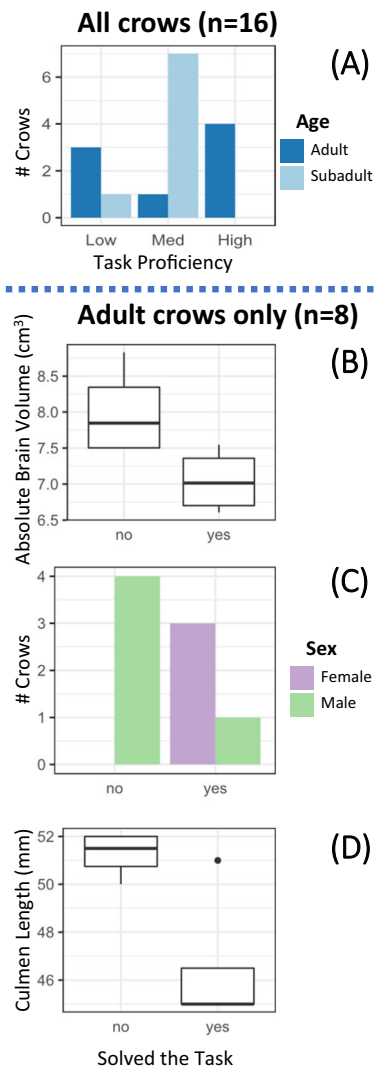 All crows (n=16)
(A)
# Crows
6
4
2
0
Low Med High
Task Proficiency
Age
Adult
Subadult
Adult crows only (n=8)
(B)
Absolute Brain Volume (cm³)
8.5
8.0
7.5
7.0
6.5
no yes
(C)
# Crows
4
3
2
1
0
no yes
Sex
Female
Male
(D)
Culmen Length (mm)
52
50
48
46
no yes
Solved the Task